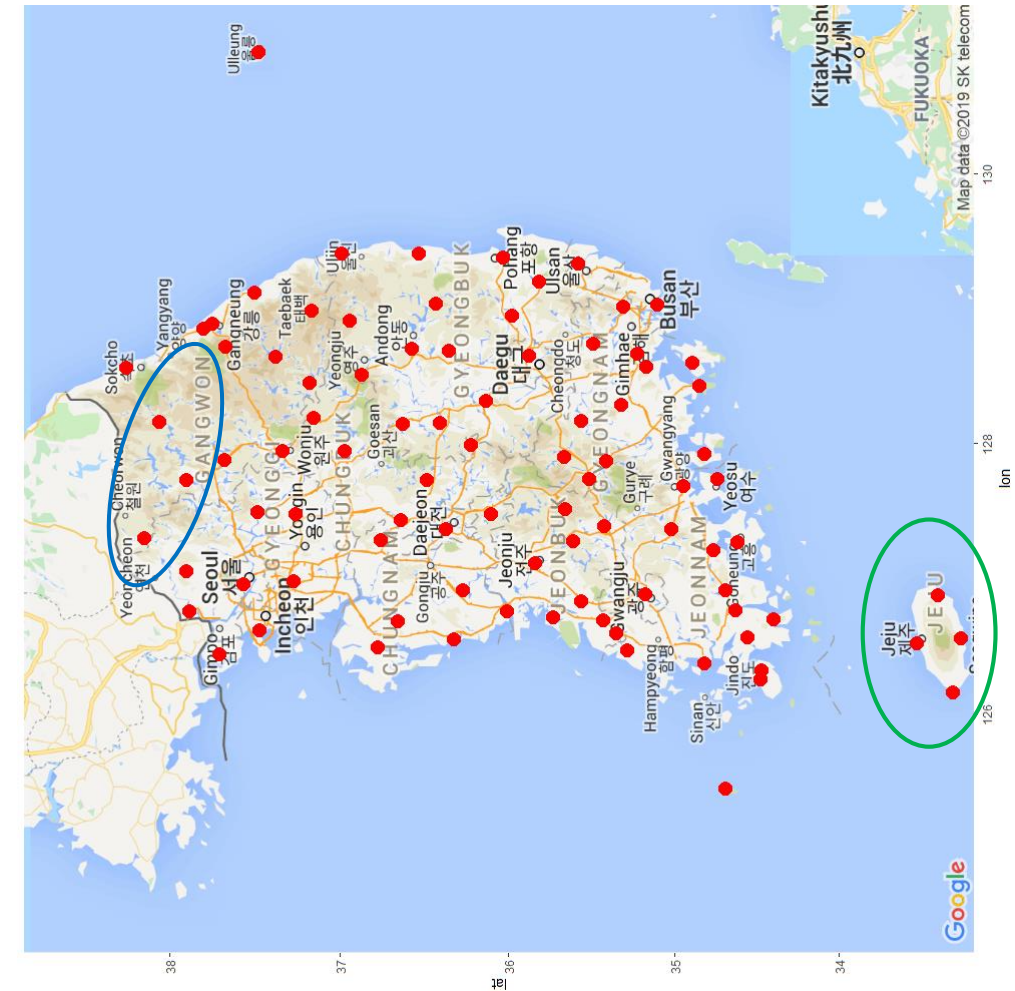 Ulleung
울릉
Kitakyushu
北九州
FUKUOKA
Map data ©2019 SK telecom
Sokcho
속초
Yangyang
양양
Gangneung
강릉
Taebaek
태백
Uljin
울진
GANGWON
Cheorwon
철원
Yeoncheon
연천
Seoul
서울
Gimpo
김포
Incheon
인천
GYEONGGI
Yongin
용인
Wonju
원주
Yeongju
영주
Andong
안동
CHUNGBUK
Goesan
괴산
GYEONGBUK
Pohang
포항
Ulsan
울산
Daegu
대구
Cheongdo
청도
Busan
부산
Gimhae
김해
GYEONGNAM
CHUNGNAM
Gongju
공주
Daejeon
대전
Jeonju
전주
JEONBUK
Gurye
구례
Gwangyang
광양
Yeosu
여수
Gwangju
광주
JEONNAM
Goheung
고흥
Hampyeong
함평
Sinan
신안
Jindo
진도
Jeju
제주
JEJU
Google
38
37
36
35
34
lat
126
128
130
lon